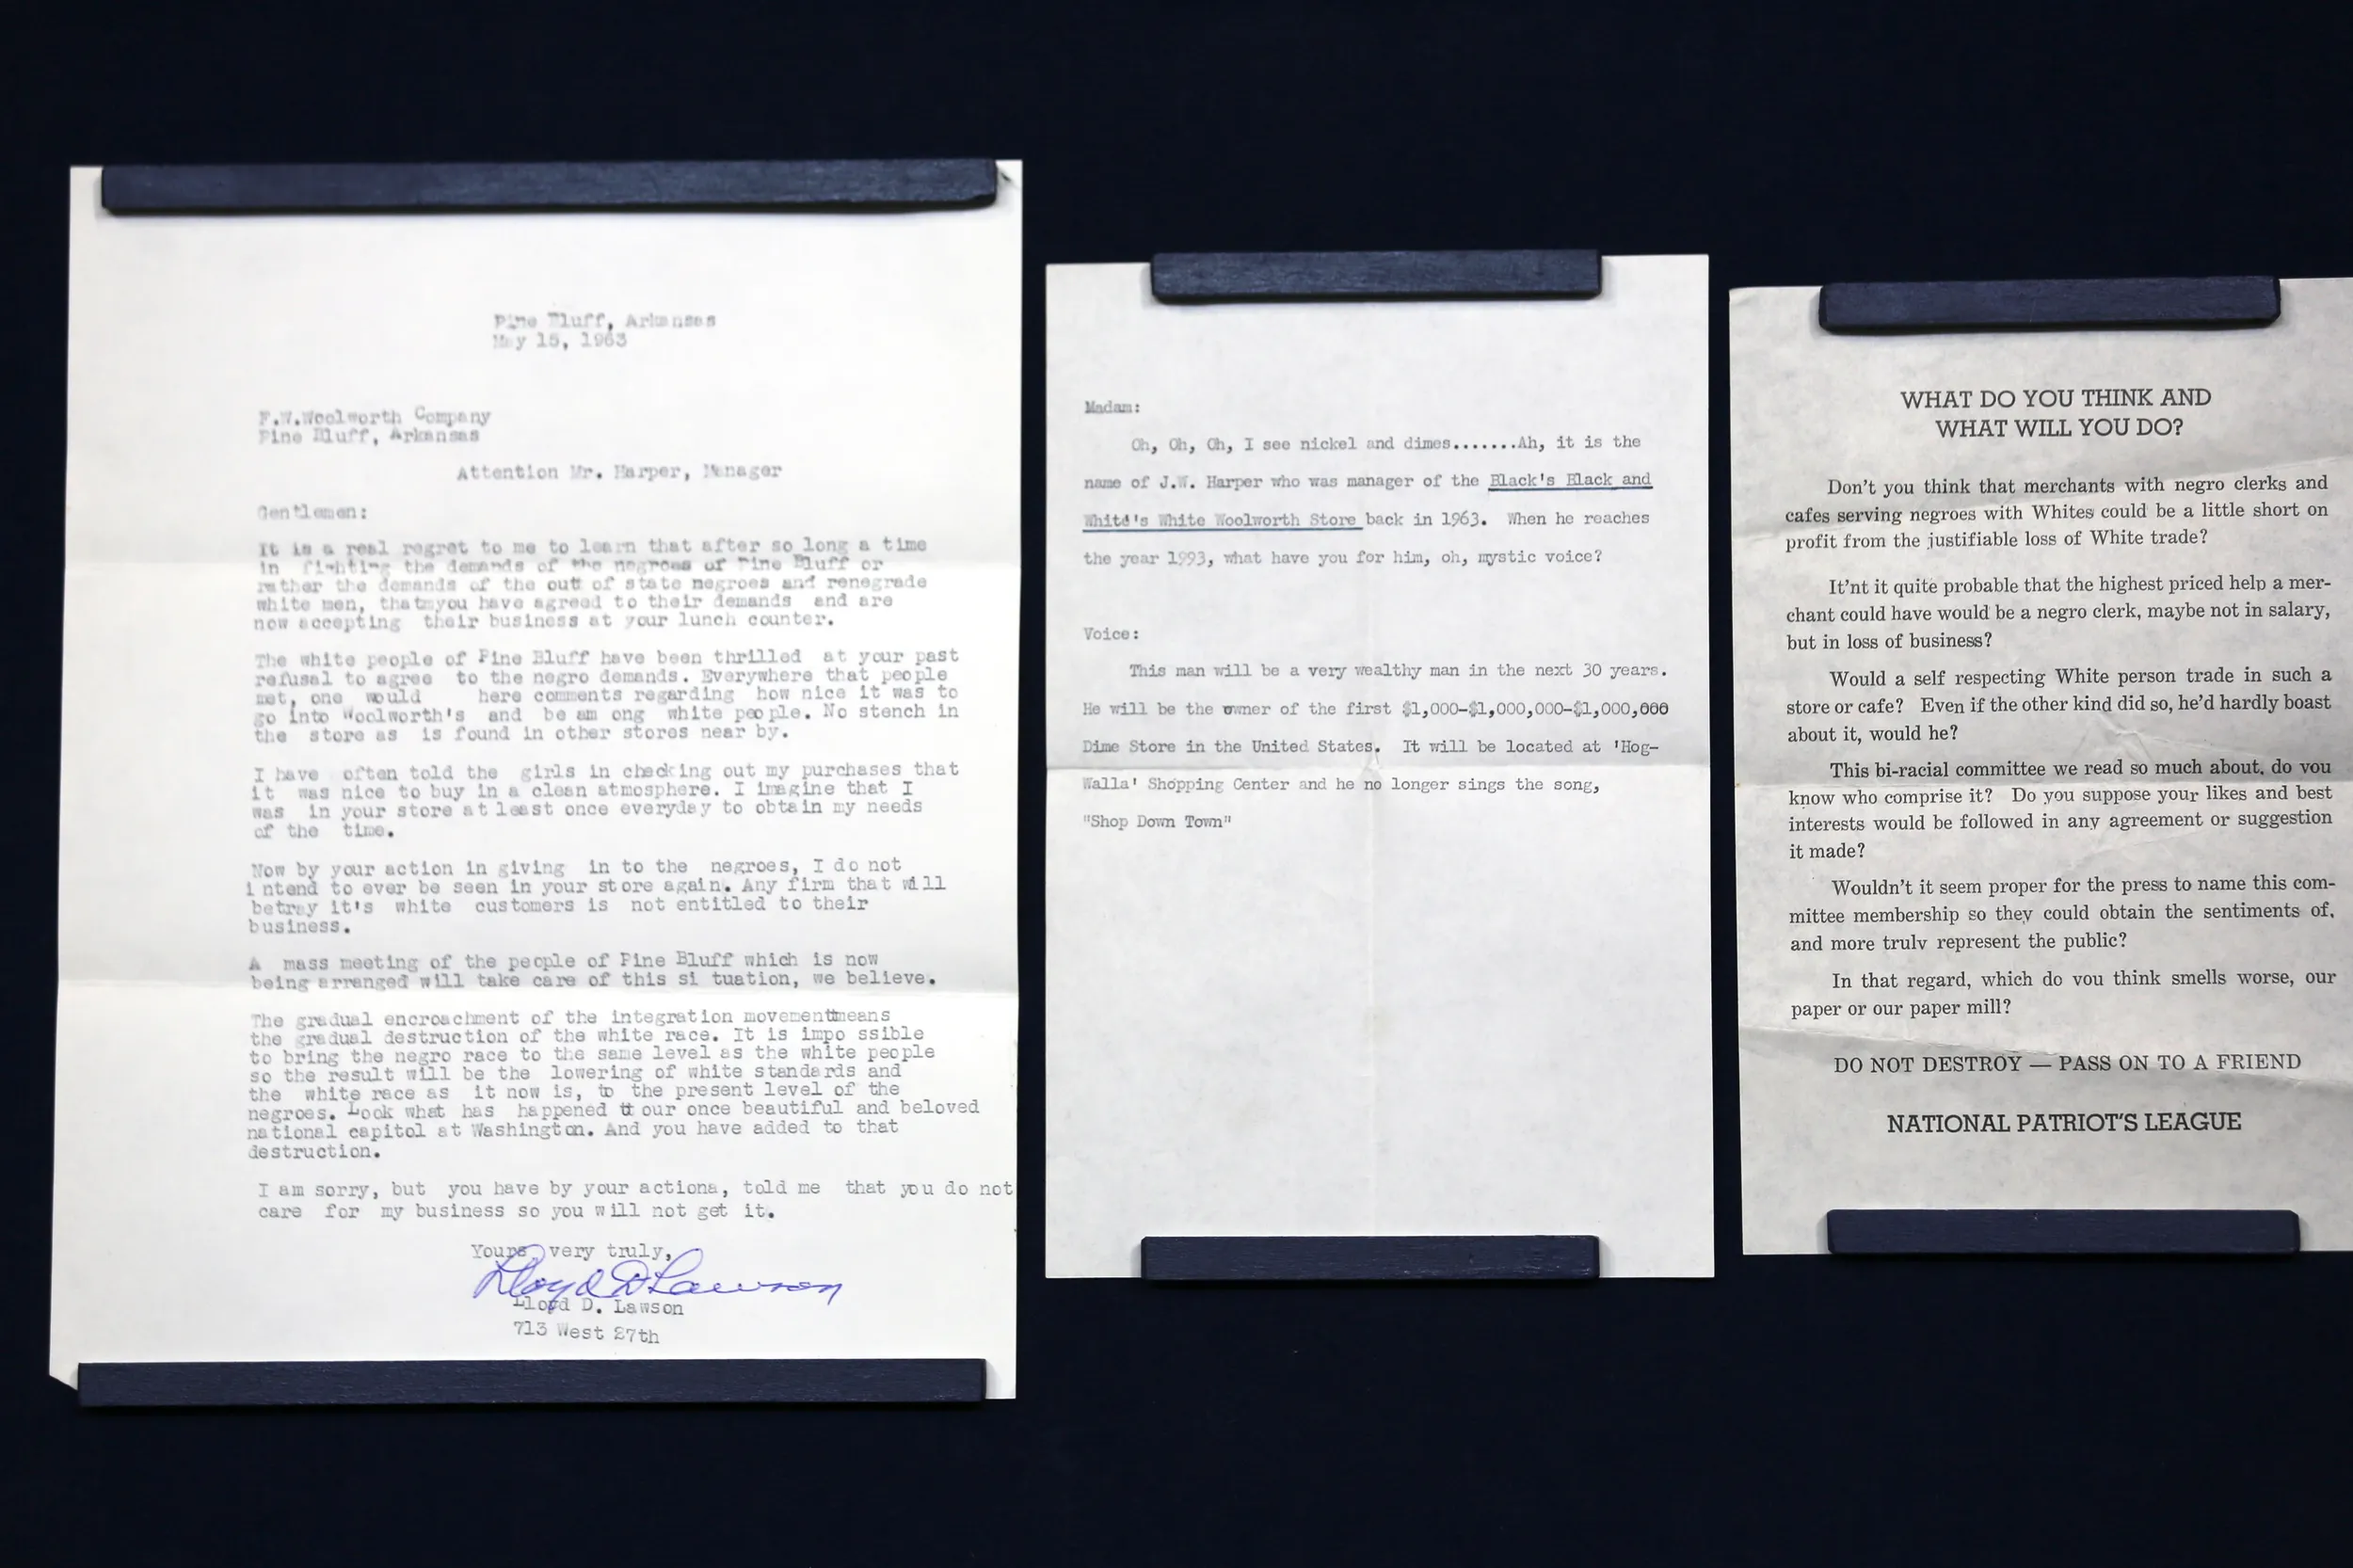 Pine Bluff, Arkansas
May 15, 1963
F.W.Woolworth Company
Pine Bluff, Arkansas
Attention Mr. Harper, Manager
Gentlemen:
It is a real regret to me to learn that after so long a time
in fighting the demands of the negroes of Pine Bluff or
rather the demands of the out of state negroes and renegrade
white men, that you have agreed to their demands and are
now accepting their business at your lunch counter.
The white people of Pine Bluff have been thrilled at your past
refusal to agree to the negro demands. Everywhere that people
met, one would here comments regarding how nice it was to
go into Woolworth's and be am ong white people. No stench in
the store as is found in other stores near by.
I have often told the girls in checking out my purchases that
it was nice to buy in a clean atmosphere. I imagine that I
was in your store at least once everyday to obtain my needs
of the time.
Now by your action in giving in to the negroes, I do not
intend to ever be seen in your store again. Any firm that will
betray it's white customers is not entitled to their
business.
A mass meeting of the people of Pine Bluff which is now
being arranged will take care of this si tuation, we believe.
The gradual encroachment of the integration movement means
the gradual destruction of the white race. It is impo ssible
to bring the negro race to the same level as the white people
so the result will be the lowering of white standards and
the white race as it now is, to the present level of the
negroes. Look what has happened tt our once beautiful and beloved
national capitol at Washington. And you have added to that
destruction.
I am sorry, but you have by your actions, told me that you do not
care for my business so you will not get it.
Yours very truly,
Lloyd D Lawson
Lloyd D. Lawson
713 West 27th
Madam:
Oh, Oh, Oh, I see nickel and dimes.......Ah, it is the
name of J.W. Harper who was manager of the Black's Black and
White's White Woolworth Store back in 1963. When he reaches
the year 1993, what have you for him, oh, mystic voice?
Voice:
This man will be a very wealthy man in the next 30 years.
He will be the owner of the first $1,000-$1,000,000-$1,000,000
Dime Store in the United States. It will be located at 'Hog-
Walla' Shopping Center and he no longer sings the song,
"Shop Down Town"
WHAT DO YOU THINK AND
WHAT WILL YOU DO?
Don't you think that merchants with negro clerks and
cafes serving negroes with Whites could be a little short on
profit from the justifiable loss of White trade?
It'nt it quite probable that the highest priced help a mer-
chant could have would be a negro clerk, maybe not in salary,
but in loss of business?
Would a self respecting White person trade in such a
store or cafe? Even if the other kind did so, he'd hardly boast
about it, would he?
This bi-racial committee we read so much about, do you
know who comprise it? Do you suppose your likes and best
interests would be followed in any agreement or suggestion
it made?
Wouldn't it seem proper for the press to name this com-
mittee membership so they could obtain the sentiments of,
and more truly represent the public?
In that regard, which do you think smells worse, our
paper or our paper mill?
DO NOT DESTROY — PASS ON TO A FRIEND
NATIONAL PATRIOT'S LEAGUE